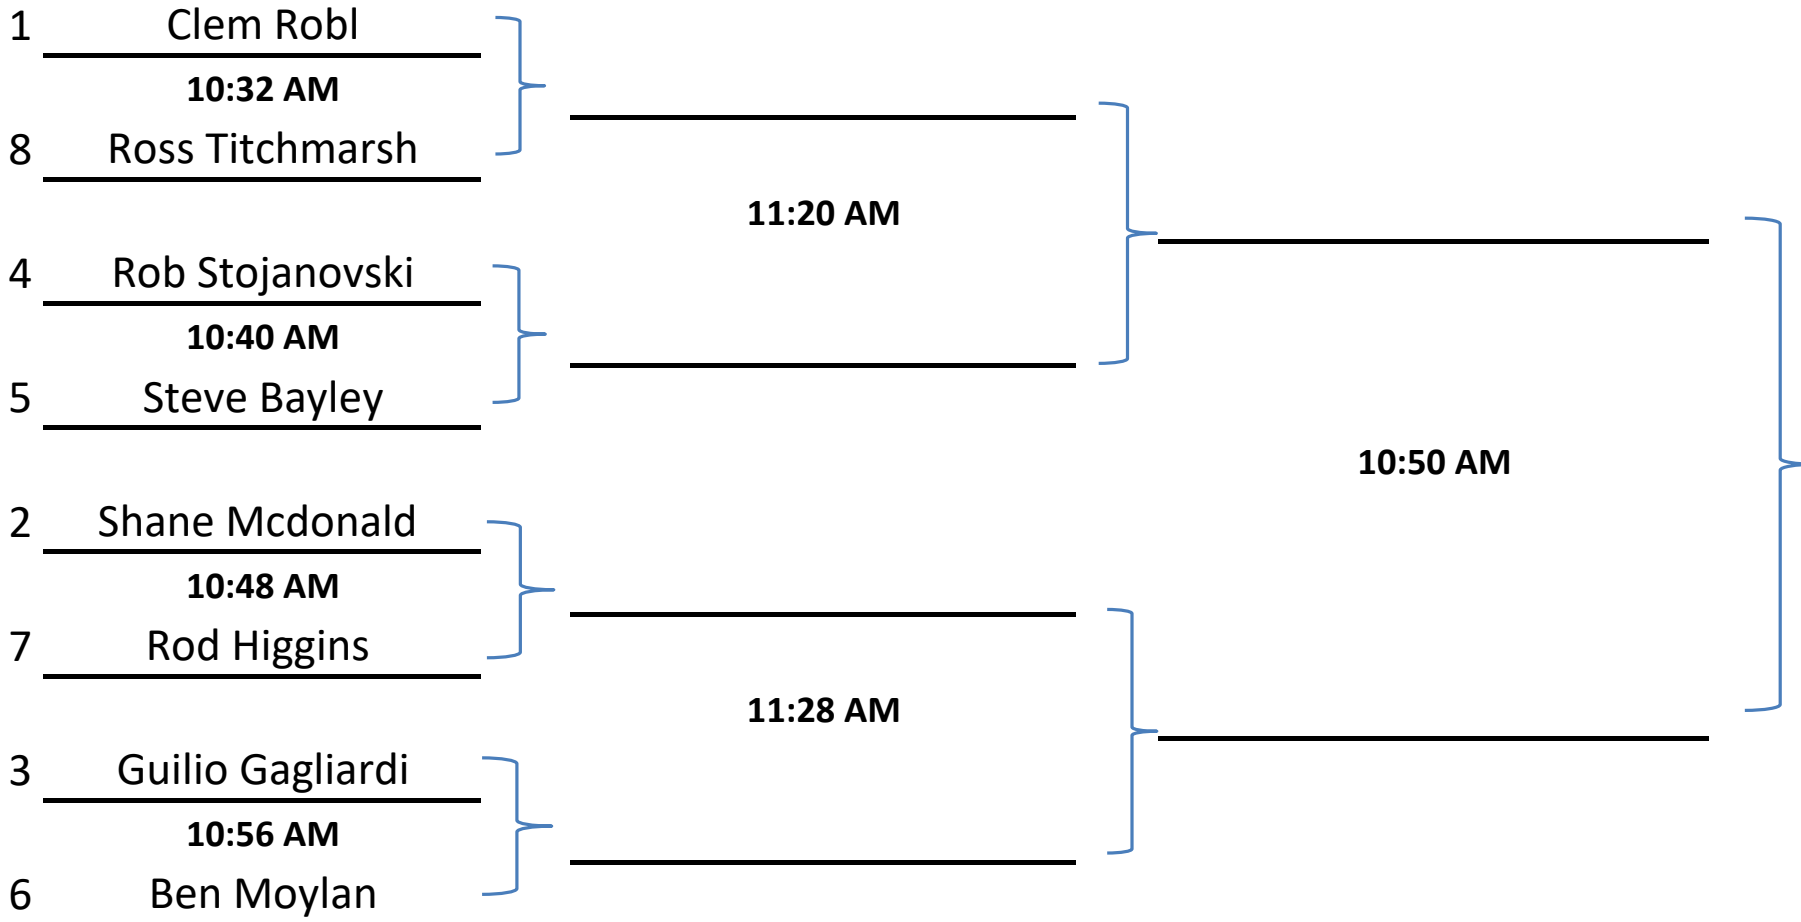 1 Clem Robl
10:32 AM
8 Ross Titchmarsh
11:20 AM
4 Rob Stojanovski
10:40 AM
5 Steve Bayley
10:50 AM
2 Shane Mcdonald
10:48 AM
7 Rod Higgins
11:28 AM
3 Guilio Gagliardi
10:56 AM
6 Ben Moylan